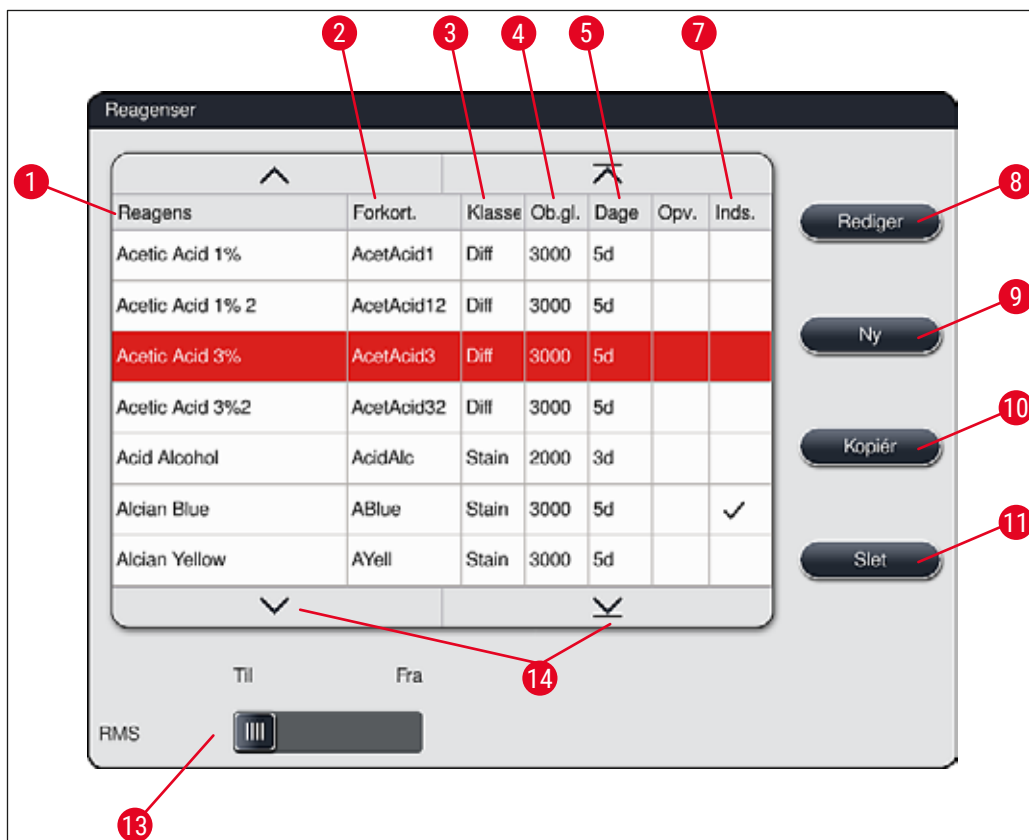 2 3 4 5 7
Reagenser
1
Reagens Forkort. Klasse Ob.gl. Dage Opv. Inds.
8
Rediger
Acetic Acid 1% AcetAcid1 Diff 3000 5d
Acetic Acid 1% 2 AcetAcid12 Diff 3000 5d
9
Ny
Acetic Acid 3% AcetAcid3 Diff 3000 5d
Acetic Acid 3%2 AcetAcid32 Diff 3000 5d
10
Kopiér
Acid Alcohol AcidAlc Stain 2000 3d
Alcian Blue ABlue Stain 3000 5d
11
Slet
Alcian Yellow AYell Stain 3000 5d
Til Fra
14
RMS
13